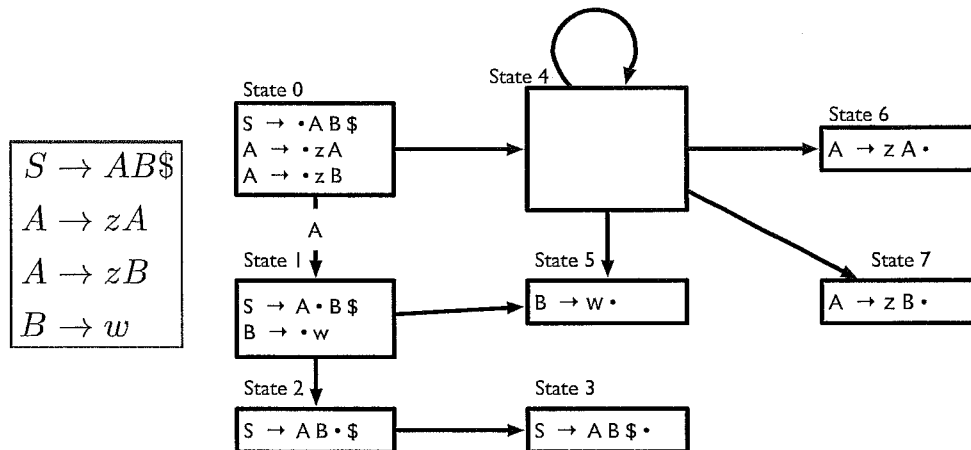 S → AB$
A → zA
A → zB
B → w
State 0
S → • A B $
A → • z A
A → • z B
A
State 1
S → A • B $
B → • w
State 2
S → A B • $
State 3
S → A B $ •
State 4
State 5
B → w •
State 6
A → z A •
State 7
A → z B •